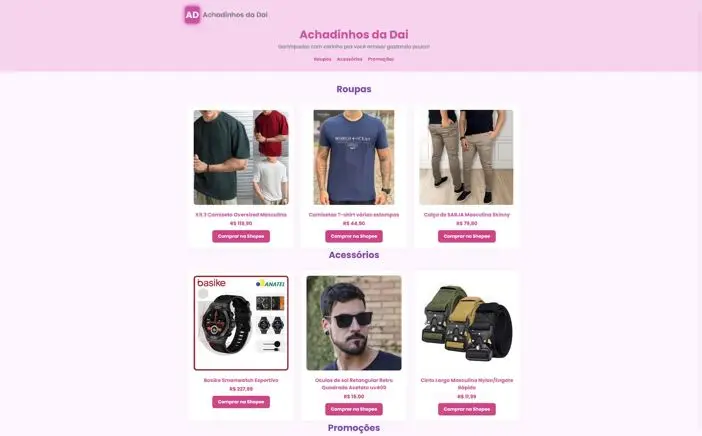 AD Achadinhos da Dai
Achadinhos da Dai
Garimpados com carinho pra você arrasar gastando pouco!
Roupas Acessórios Promoções
Roupas
Kit 3 Camiseta Oversized Masculina
R$ 119,90
Comprar na Shopee
Camisetas T-shirt várias estampas
R$ 44,90
Comprar na Shopee
Calça de SARJA Masculina Skinny
R$ 79,80
Comprar na Shopee
Acessórios
basike
ANATEL
Basike Smartwatch Esportivo
R$ 227,89
Comprar na Shopee
Oculos de sol Retangular Retro
Quadrado Acetato uv400
R$ 18,00
Comprar na Shopee
Cinto Largo Masculino Nylon/Engate
Rápido
R$ 11,99
Comprar na Shopee
Promoções